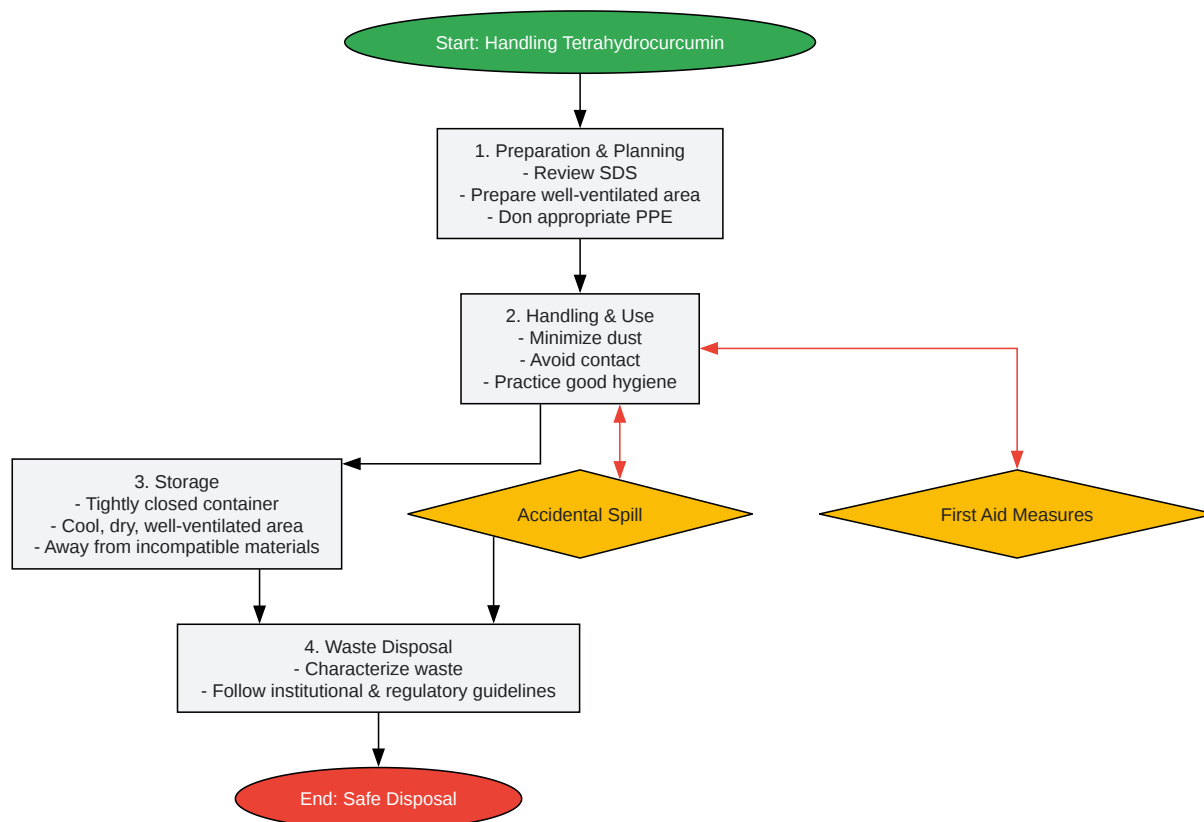 Start: Handling Tetrahydrocurcumin
1. Preparation & Planning
- Review SDS
- Prepare well-ventilated area
- Don appropriate PPE
2. Handling & Use
- Minimize dust
- Avoid contact
- Practice good hygiene
3. Storage
- Tightly closed container
- Cool, dry, well-ventilated area
- Away from incompatible materials
Accidental Spill
First Aid Measures
4. Waste Disposal
- Characterize waste
- Follow institutional & regulatory guidelines
End: Safe Disposal